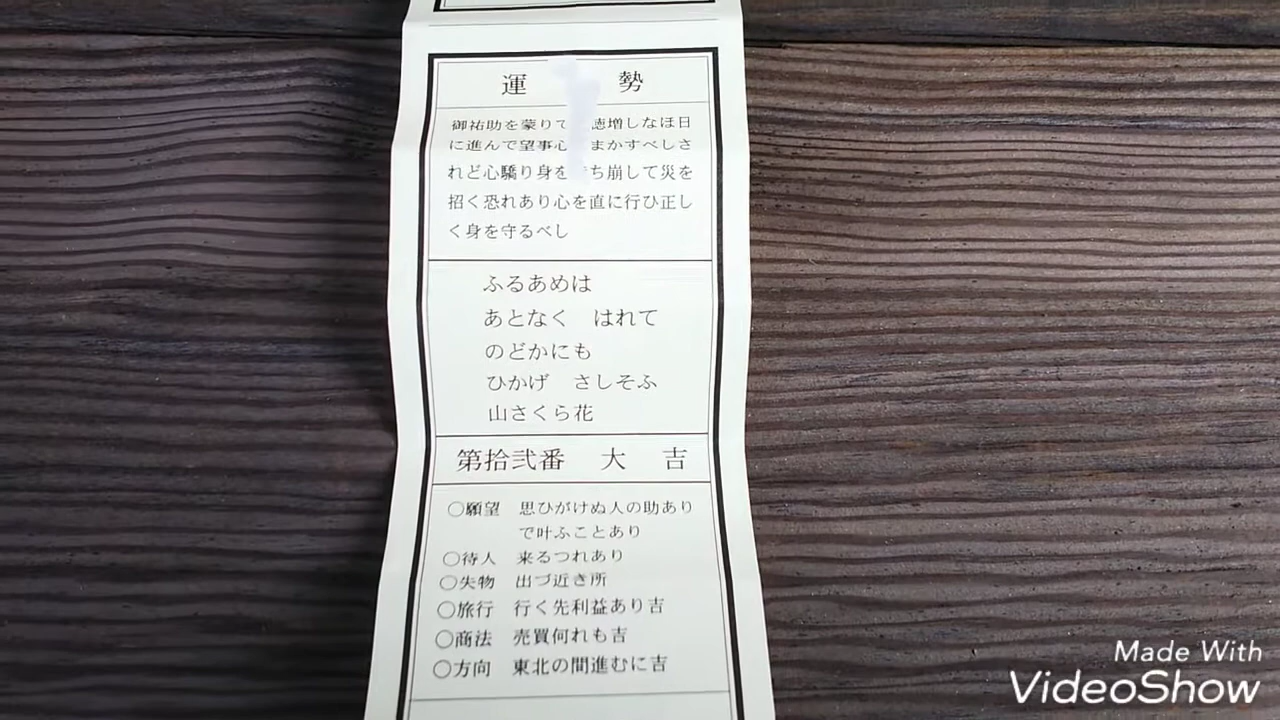 運 勢
御祐助を蒙りて 徳増しなほ日
に進んで望事心 まかすべしさ
れど心驕り身を ち崩して災を
招く恐れあり心を直に行ひ正し
く身を守るべし
ふるあめは
あとなく はれて
のどかにも
ひかげ さしそふ
山さくら花
第拾弐番 大 吉
〇願望 思ひがけぬ人の助あり
で叶ふことあり
〇待人 来るつれあり
〇失物 出づ近き所
〇旅行 行く先利益あり吉
〇商法 売買何れも吉
〇方向 東北の間進むに吉
Made With
VideoShow